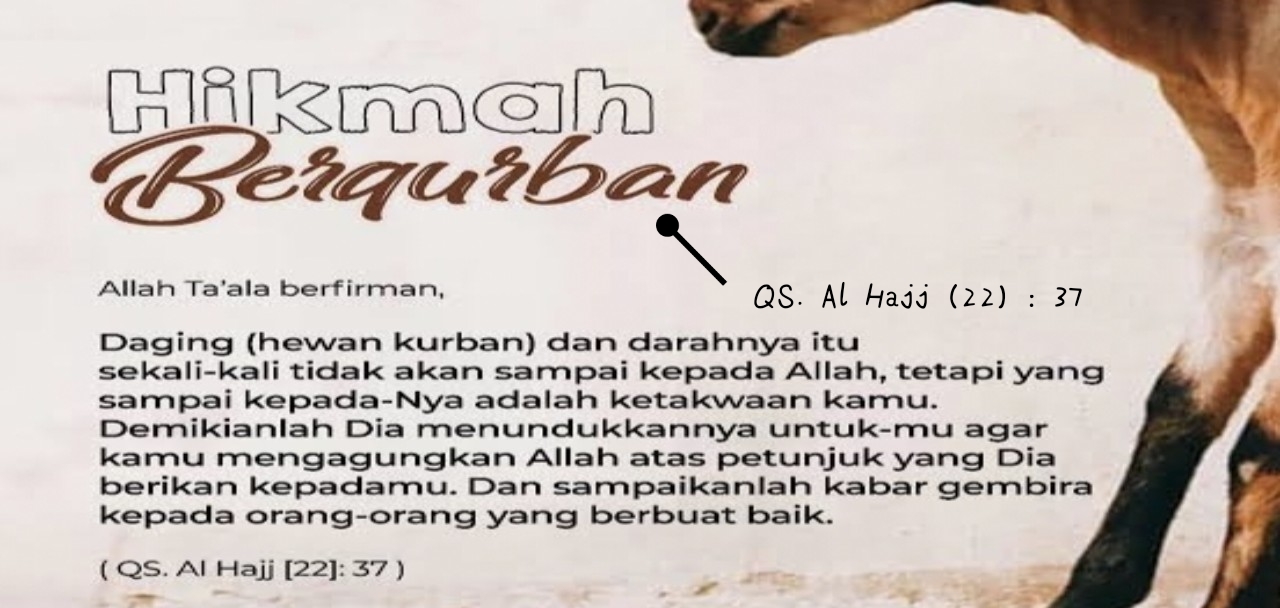 Hikmah
Berqurban
QS. Al Hajj (22) : 37
Allah Ta'ala berfirman,
Daging (hewan kurban) dan darahnya itu
sekali-kali tidak akan sampai kepada Allah, tetapi yang
sampai kepada-Nya adalah ketakwaan kamu.
Demikianlah Dia menundukkannya untuk-mu agar
kamu mengagungkan Allah atas petunjuk yang Dia
berikan kepadamu. Dan sampaikanlah kabar gembira
kepada orang-orang yang berbuat baik.
( QS. Al Hajj [22]: 37 )